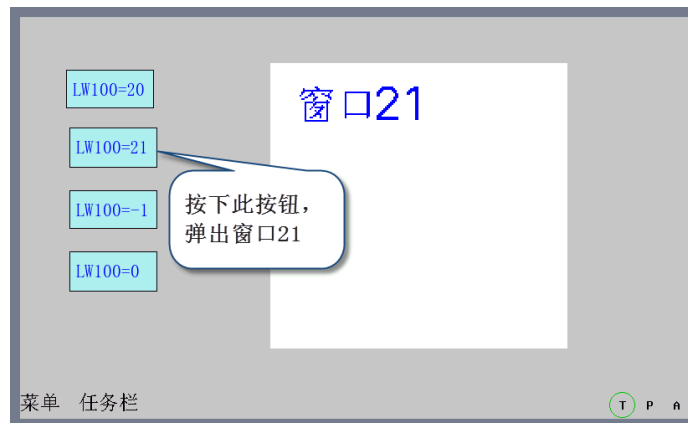 LW100=20
窗口21
LW100=21
LW100=-1
按下此按钮，
弹出窗口21
LW100=0
菜单 任务栏
T P A